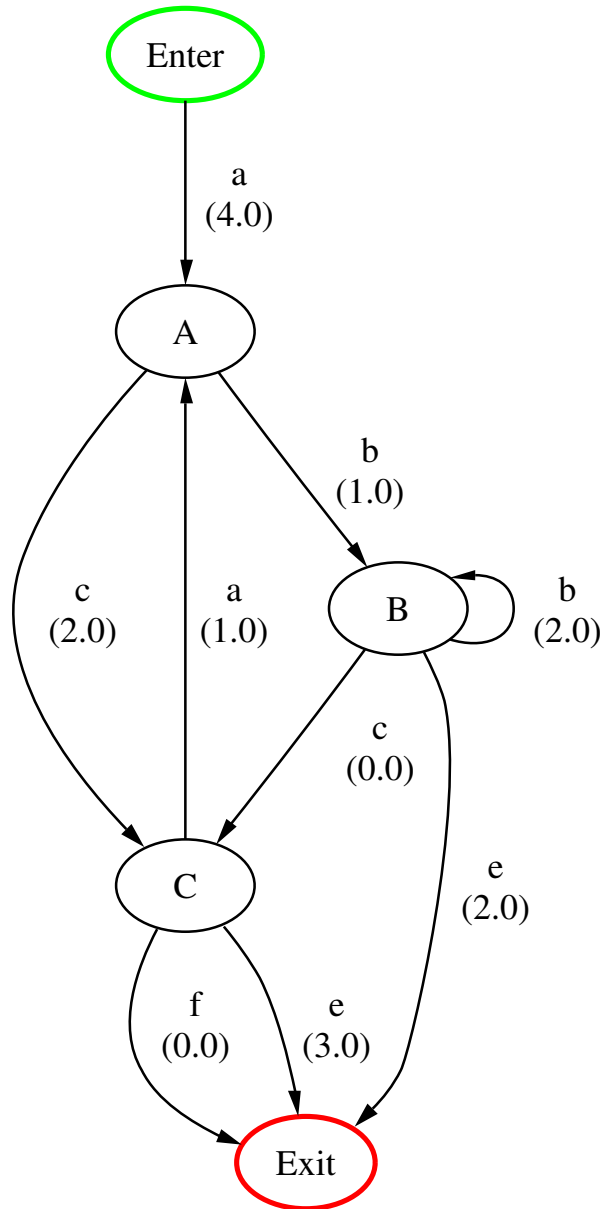 Enter
a
(4.0)
A
b
(1.0)
c
(2.0)
a
(1.0)
B
b
(2.0)
c
(0.0)
C
e
(2.0)
f
(0.0)
e
(3.0)
Exit